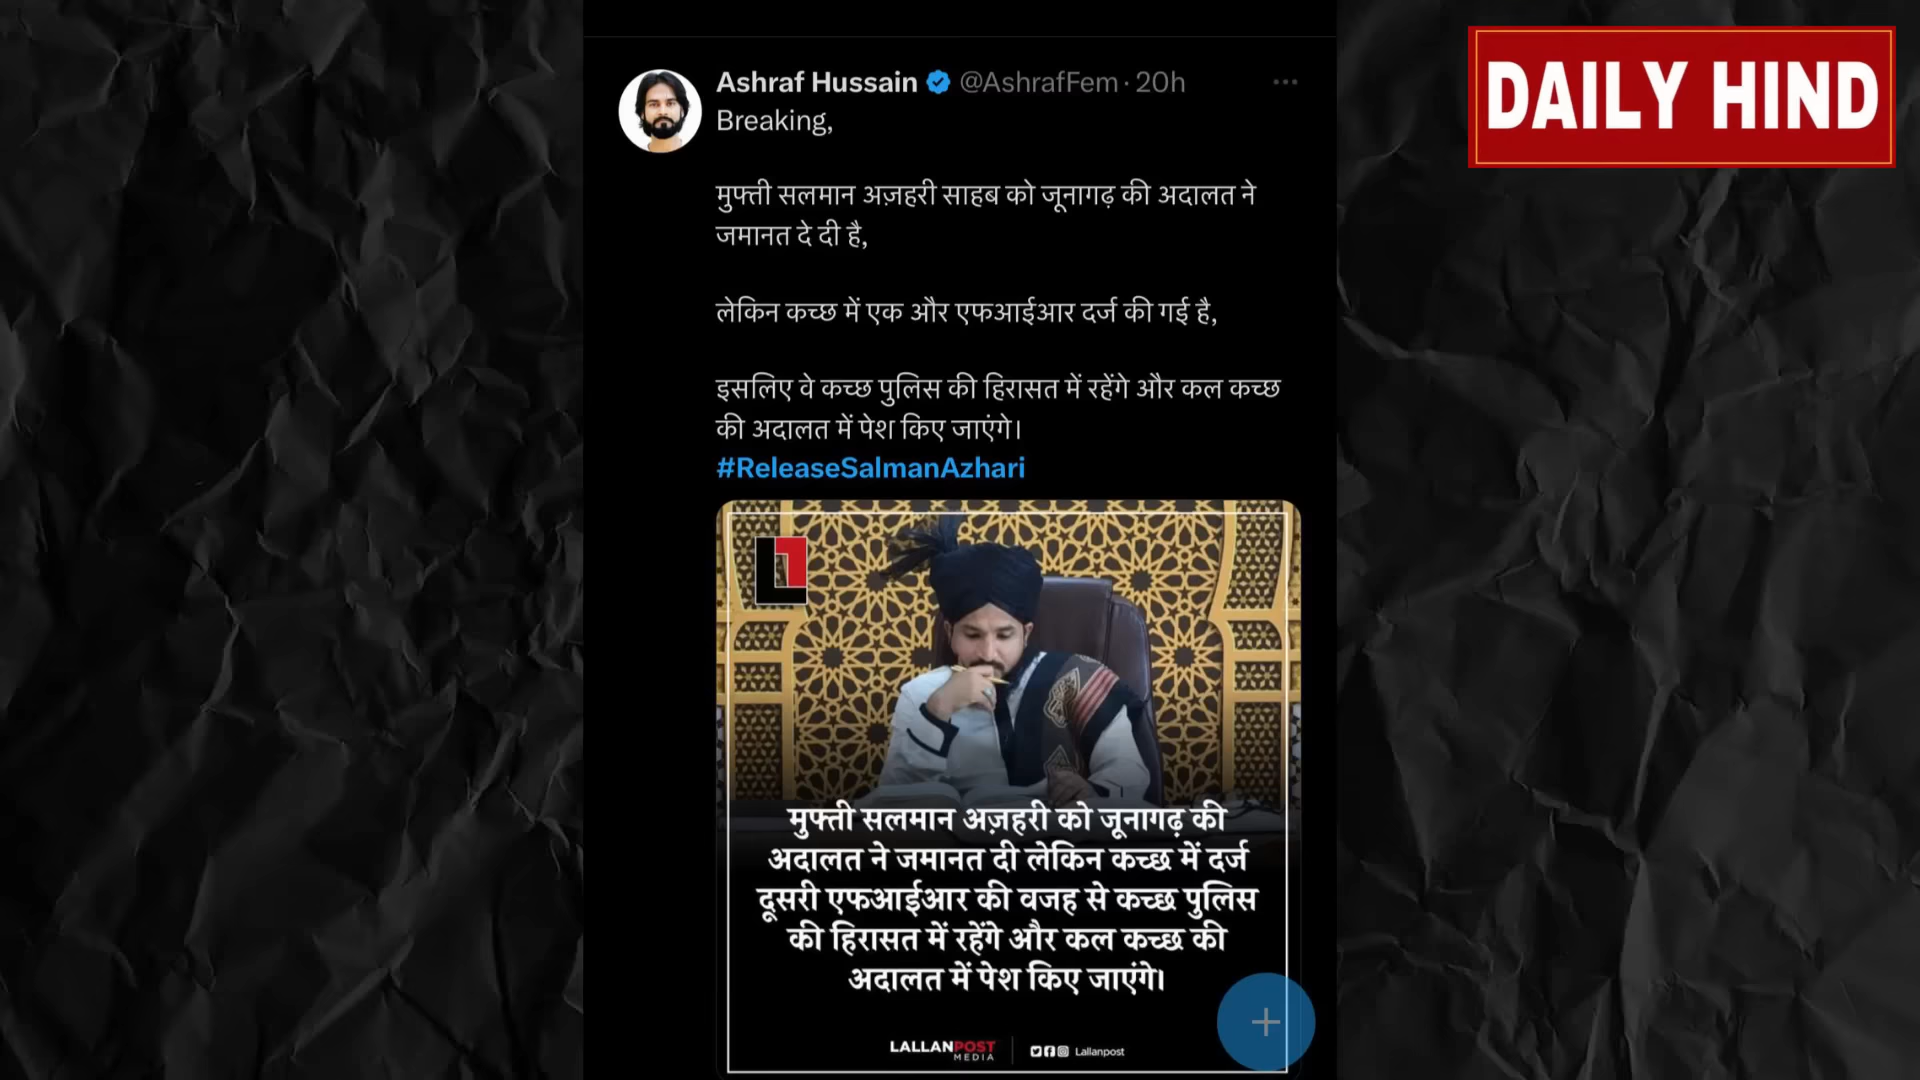 DAILY HIND
Ashraf Hussain @AshrafFem · 20h
Breaking,
मुफ्ती सलमान अज़हरी साहब को जूनागढ़ की अदालत ने
जमानत दे दी है,
लेकिन कच्छ में एक और एफआईआर दर्ज की गई है,
इसलिए वे कच्छ पुलिस की हिरासत में रहेंगे और कल कच्छ
की अदालत में पेश किए जाएंगे।
#ReleaseSalmanAzhari
मुफ्ती सलमान अज़हरी को जूनागढ़ की
अदालत ने जमानत दी लेकिन कच्छ में दर्ज
दूसरी एफआईआर की वजह से कच्छ पुलिस
की हिरासत में रहेंगे और कल कच्छ की
अदालत में पेश किए जाएंगे।
LALLANPOST
MEDIA
Lallanpost